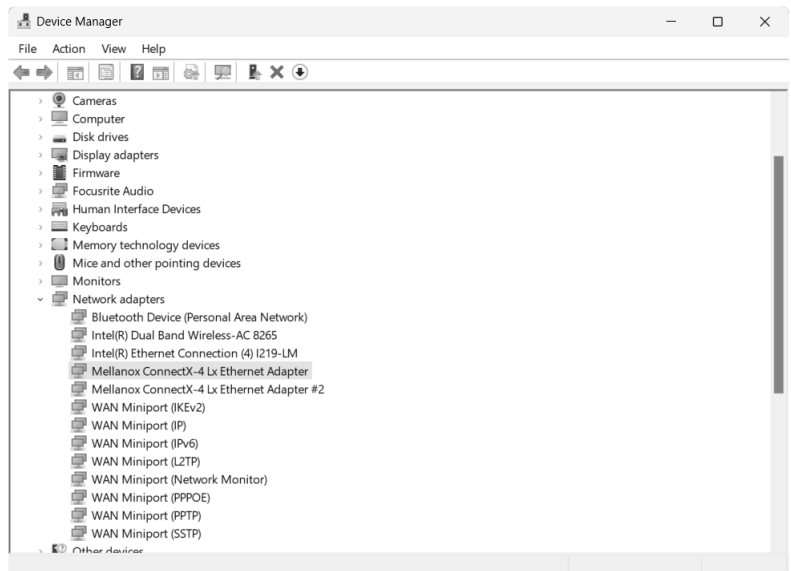 Device Manager
File Action View Help
Cameras
Computer
Disk drives
Display adapters
Firmware
Focusrite Audio
Human Interface Devices
Keyboards
Memory technology devices
Mice and other pointing devices
Monitors
Network adapters
Bluetooth Device (Personal Area Network)
Intel(R) Dual Band Wireless-AC 8265
Intel(R) Ethernet Connection (4) I219-LM
Mellanox ConnectX-4 Lx Ethernet Adapter
Mellanox ConnectX-4 Lx Ethernet Adapter #2
WAN Miniport (IKEv2)
WAN Miniport (IP)
WAN Miniport (IPv6)
WAN Miniport (L2TP)
WAN Miniport (Network Monitor)
WAN Miniport (PPPOE)
WAN Miniport (PPTP)
WAN Miniport (SSTP)
Other devices